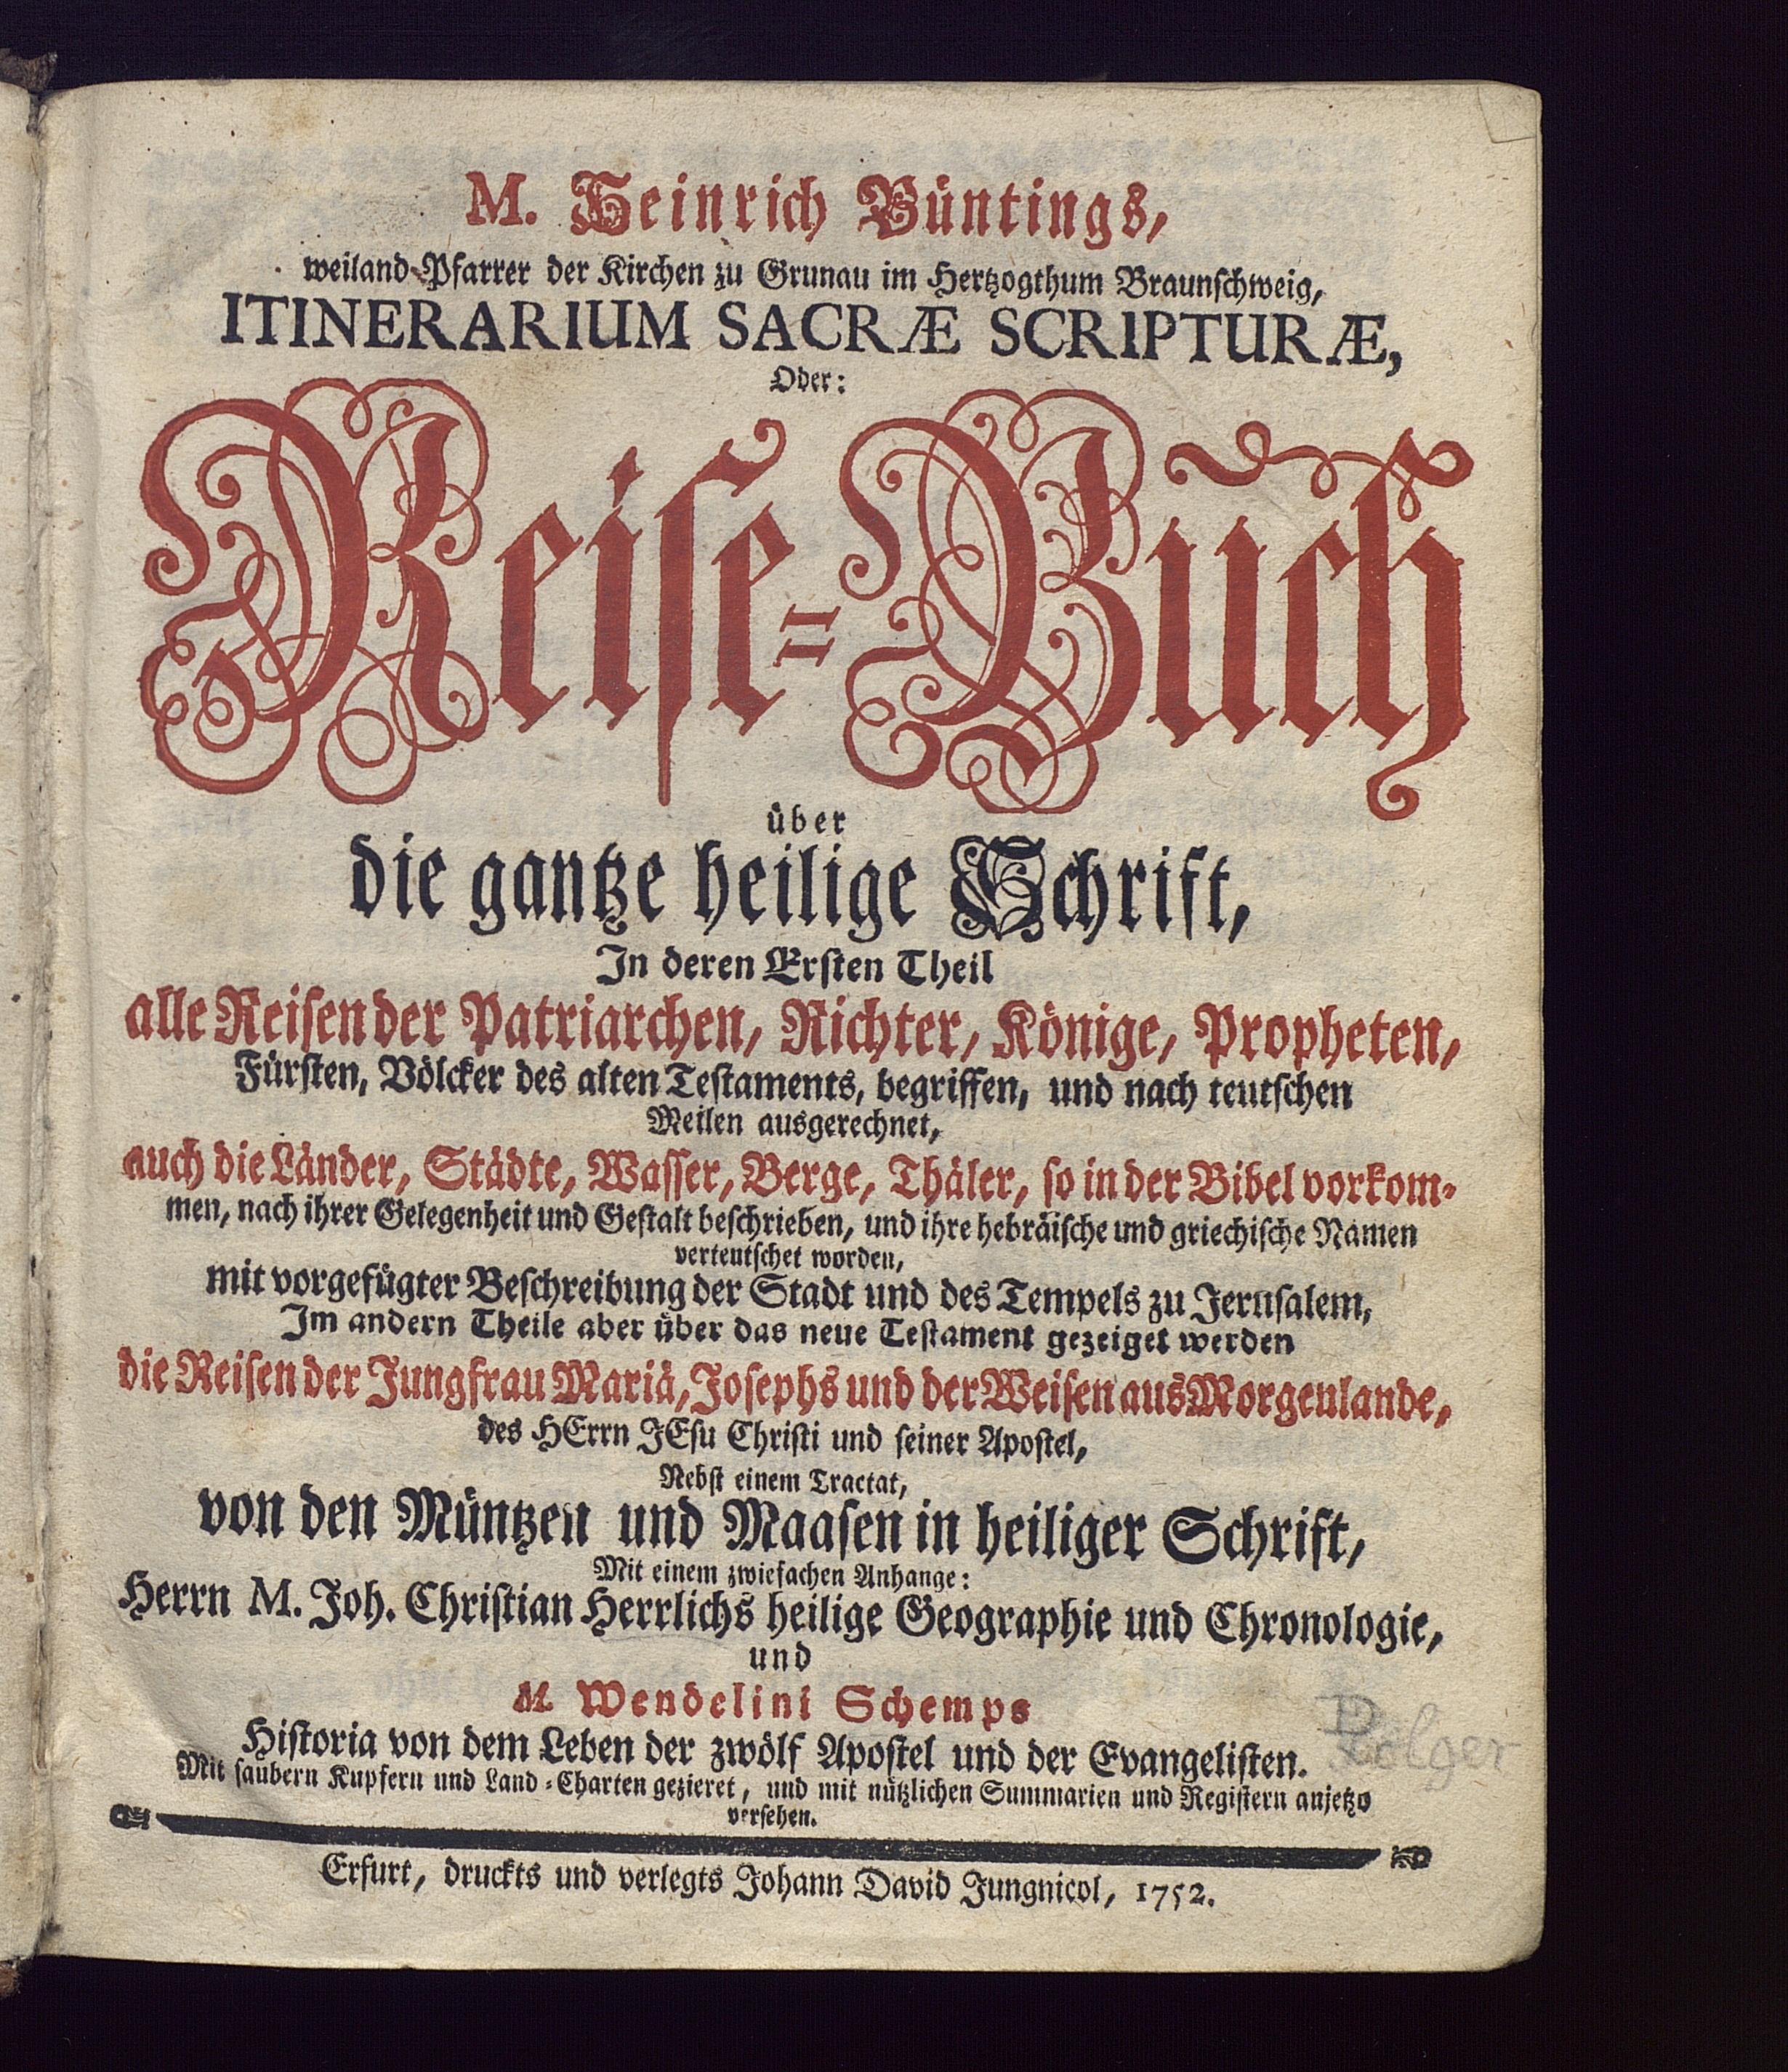 M. Heinrich Büntings,
weiland Pfarrer der Kirchen zu Grunau im Hertzogthum Braunschweig,
ITINERARIUM SACRÆ SCRIPTURÆ,
Oder:
Reise-Buch
über
die gantze heilige Schrift,
In deren Ersten Theil
alle Reisen der Patriarchen, Richter, Könige, Propheten,
Fürsten, Völcker des alten Testaments, begriffen, und nach teutschen
Meilen ausgerechnet,
auch die Länder, Städte, Wasser, Berge, Thäler, so in der Bibel vorkom-
men, nach ihrer Gelegenheit und Gestalt beschrieben, und ihre hebräische und griechische Namen
verteutschet worden,
mit vorgefügter Beschreibung der Stadt und des Tempels zu Jerusalem,
Im andern Theile aber über das neue Testament gezeiget werden
die Reisen der Jungfrau Mariä, Josephs und der Weisen aus Morgenlande,
des HErrn JEsu Christi und seiner Apostel,
Nebst einem Tractat,
von den Müntzen und Maasen in heiliger Schrift,
Mit einem zwiefachen Anhange:
Herrn M. Joh. Christian Herrlichs heilige Geographie und Chronologie,
und
M. Wendelini Schemps
Historia von dem Leben der zwölf Apostel und der Evangelisten.
Mit saubern Kupfern und Land-Charten gezieret, und mit nützlichen Summarien und Registern anjetzo
versehen.
Erfurt, druckts und verlegts Johann David Jungnicol, 1752.